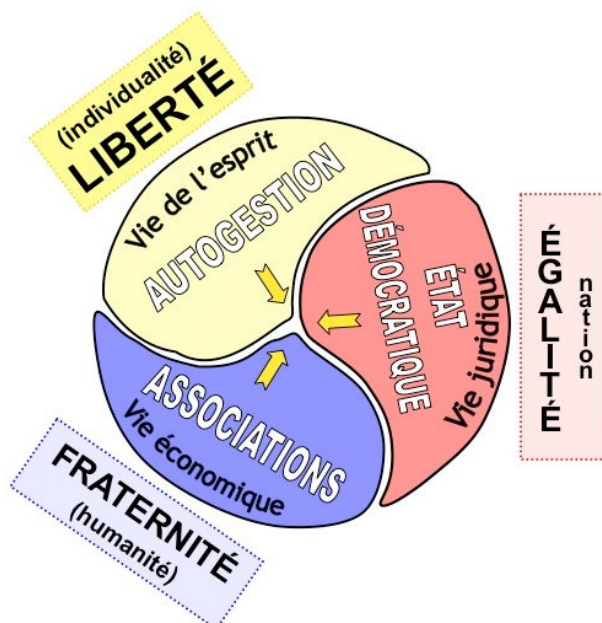 (individualité)
LIBERTÉ
Vie de l'esprit
AUTOGESTION
ÉTAT
DÉMOCRATIQUE
Vie juridique
ÉGALITÉ
nation
ASSOCIATIONS
Vie économique
FRATERNITÉ
(humanité)